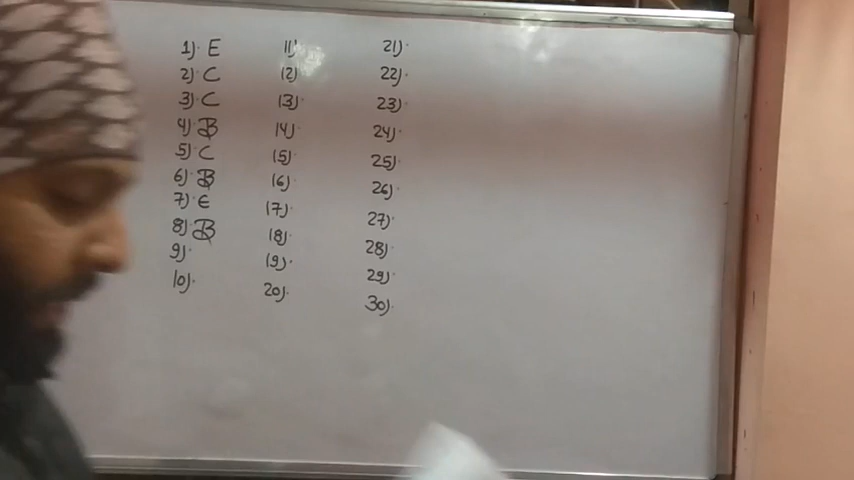 1) E
2) C
3) C
4) B
5) C
6) B
7) E
8) B
9)
10)
11)
12)
13)
14)
15)
16)
17)
18)
19)
20)
21)
22)
23)
24)
25)
26)
27)
28)
29)
30)